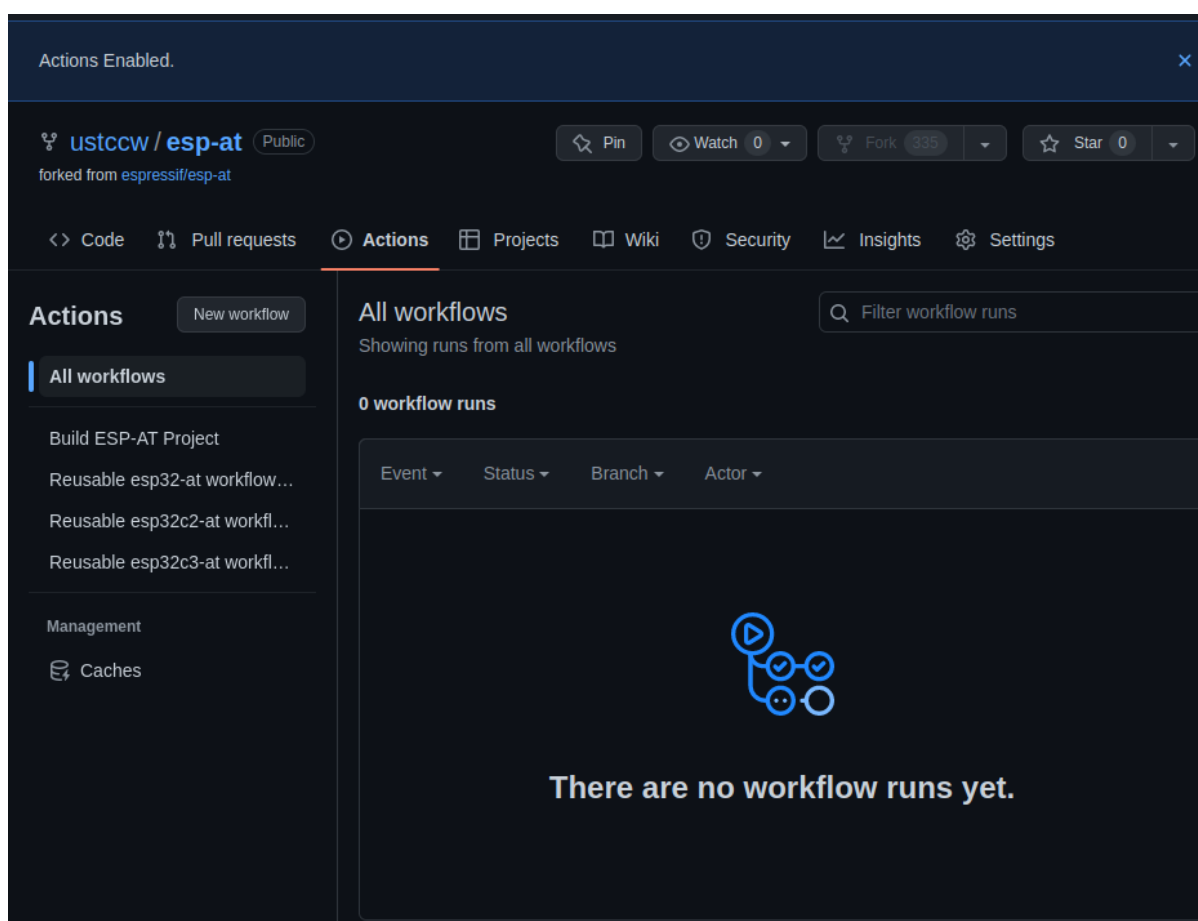 Actions Enabled.
ustccw / esp-at Public
Pin
Watch 0
Fork 335
Star 0
forked from espressif/esp-at
Code
Pull requests
Actions
Projects
Wiki
Security
Insights
Settings
Actions
New workflow
All workflows
Build ESP-AT Project
Reusable esp32-at workflow…
Reusable esp32c2-at workfl…
Reusable esp32c3-at workfl…
Management
Caches
All workflows
Showing runs from all workflows
Filter workflow runs
0 workflow runs
Event
Status
Branch
Actor
There are no workflow runs yet.